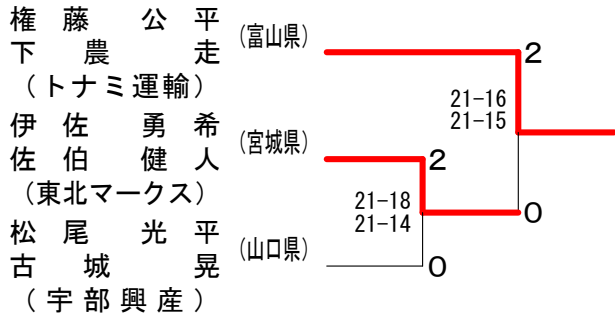 権藤 公平
下農 走
(トナミ運輸)
(富山県)
伊佐 勇希
佐伯 健人
(東北マークス)
(宮城県)
松尾 光平
古城 晃
(宇部興産)
(山口県)
2
21-18
21-14
0
2
21-16
21-15
0